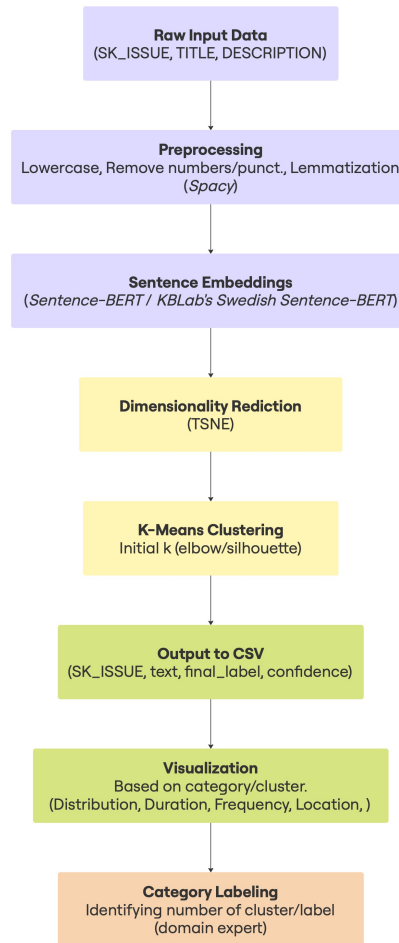 Raw Input Data
(SK_ISSUE, TITLE, DESCRIPTION)
Preprocessing
Lowercase, Remove numbers/punct., Lemmatization
(Spacy)
Sentence Embeddings
(Sentence-BERT / KBLab's Swedish Sentence-BERT)
Dimensionality Rediction
(TSNE)
K-Means Clustering
Initial k (elbow/silhouette)
Output to CSV
(SK_ISSUE, text, final_label, confidence)
Visualization
Based on category/cluster.
(Distribution, Duration, Frequency, Location, )
Category Labeling
Identifying number of cluster/label
(domain expert)